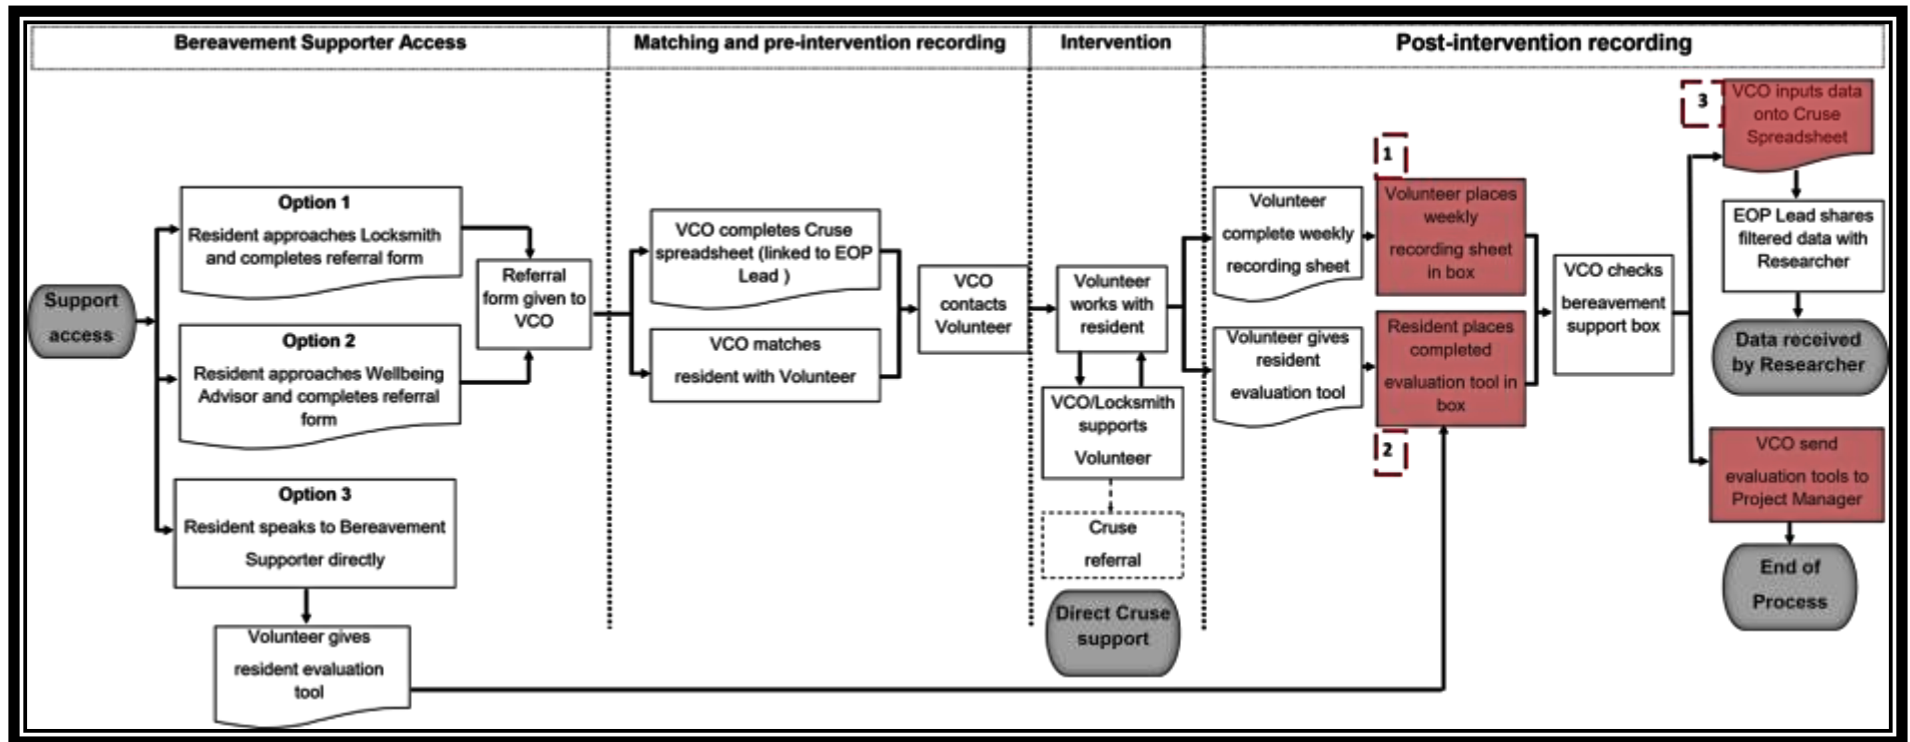 Bereavement Supporter Access
Matching and pre-intervention recording
Intervention
Post-intervention recording
Support
access
Option 1
Resident approaches Locksmith
and completes referral form
Option 2
Resident approaches Wellbeing
Advisor and completes referral
form
Option 3
Resident speaks to Bereavement
Supporter directly
Volunteer gives
resident evaluation
tool
Referral
form given to
VCO
VCO completes Cruse
spreadsheet (linked to EOP
Lead )
VCO matches
resident with Volunteer
VCO
contacts
Volunteer
Volunteer
works with
resident
VCO/Locksmith
supports
Volunteer
Cruse
referral
Direct Cruse
support
Volunteer
complete weekly
recording sheet
Volunteer gives
resident
evaluation tool
1
Volunteer places
weekly
recording sheet
in box
Resident places
completed
evaluation tool in
box
2
VCO checks
bereavement
support box
3
VCO inputs data
onto Cruse
Spreadsheet
EOP Lead shares
filtered data with
Researcher
Data received
by Researcher
VCO send
evaluation tools to
Project Manager
End of
Process